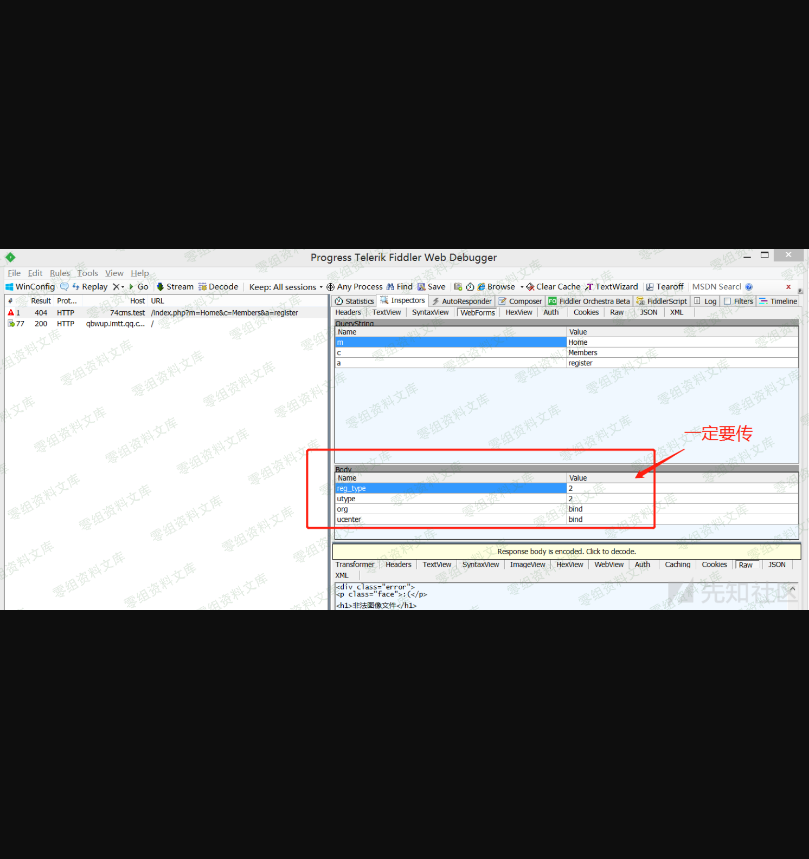 Progress Telerik Fiddler Web Debugger
File Edit Rules Tools View Help
WinConfig Replay X Go Stream Decode Keep: All sessions Any Process Find Save Browse Clear Cache TextWizard Tearoff MSDN Search x
# Result Prot... Host URL
1 404 HTTP 74cms.test /index.php?m=Home&c=Members&a=register
77 200 HTTP qbwup.imtt.qq.c... /
Statistics Inspectors AutoResponder Composer FO Fiddler Orchestra Beta FiddlerScript Log Filters Timeline
Headers TextView SyntaxView WebForms HexView Auth Cookies Raw JSON XML
QueryString
Name Value
m Home
c Members
a register
一定要传
Body
Name Value
reg_type 2
utype 2
org bind
ucenter bind
Response body is encoded. Click to decode.
Transformer Headers TextView SyntaxView ImageView HexView WebView Auth Caching Cookies Raw JSON
XML
<div class="error">
<p class="face">:(</p>
<h1>非法图像文件</h1>
先知社区
零组资料文库